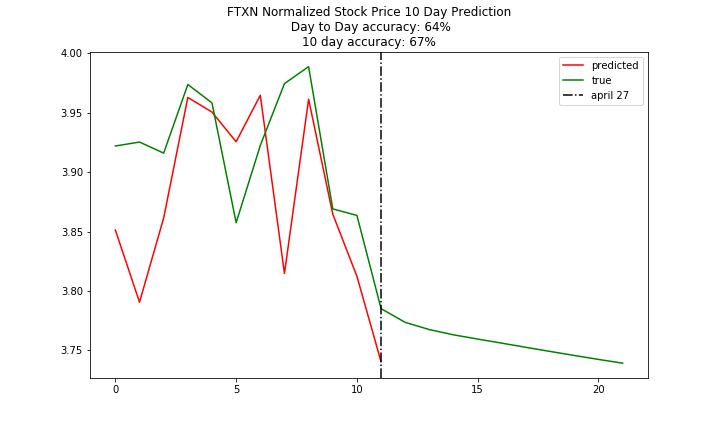 FTXN Normalized Stock Price 10 Day Prediction
Day to Day accuracy: 64%
10 day accuracy: 67%
4.00
3.95
3.90
3.85
3.80
3.75
predicted
true
april 27
0
5
10
15
20